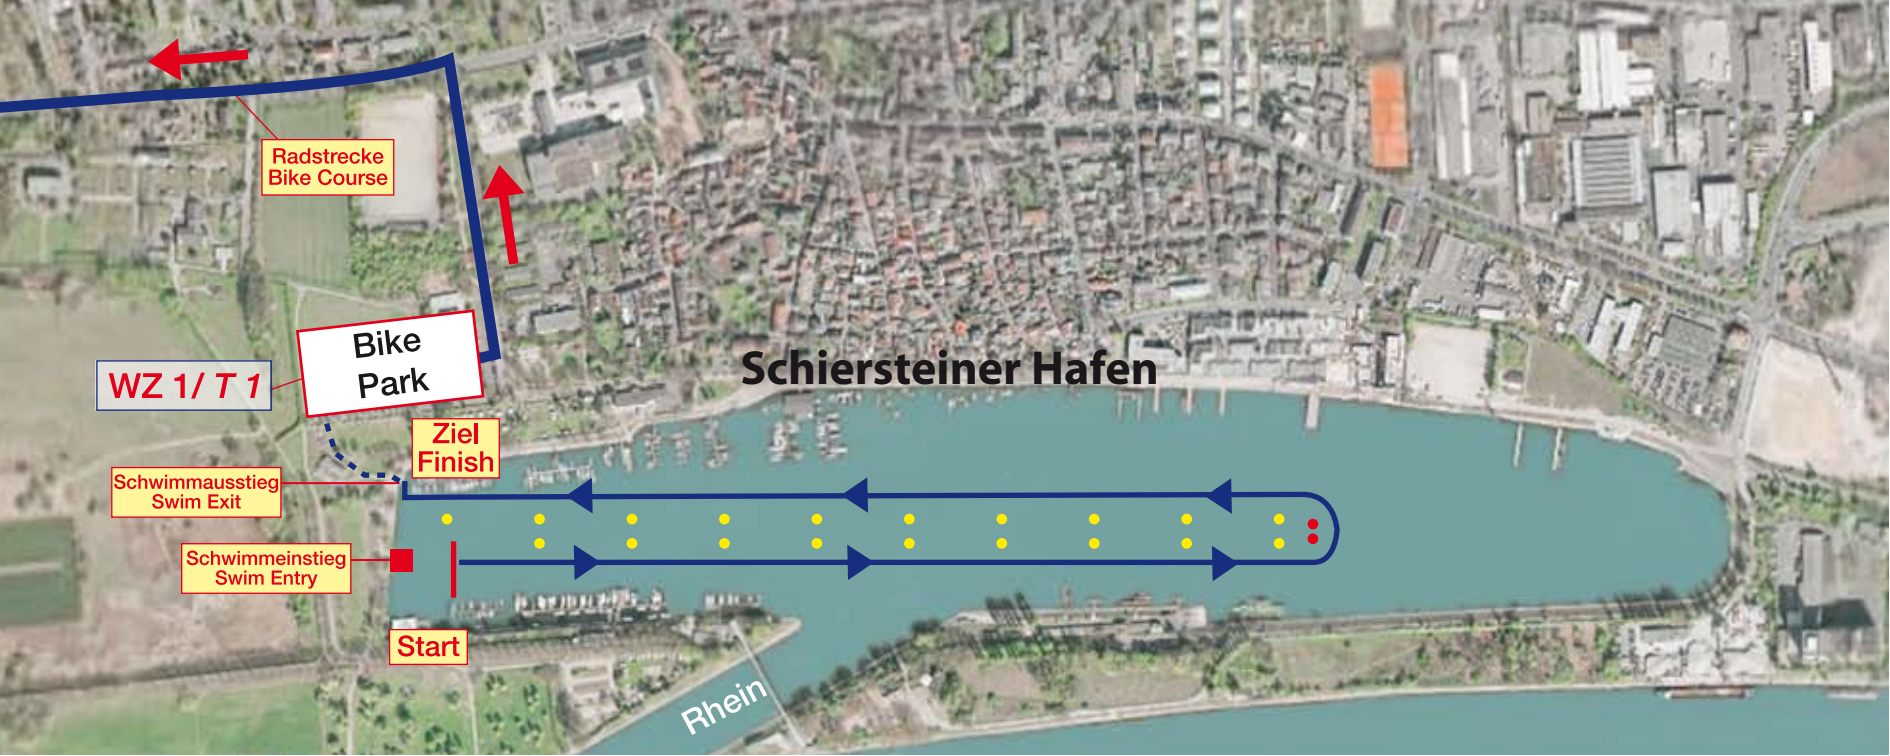 Radstrecke
Bike Course
Bike
Park
WZ 1/ T 1
Schiersteiner Hafen
Ziel
Finish
Schwimmausstieg
Swim Exit
Schwimmeinstieg
Swim Entry
Start
Rhein